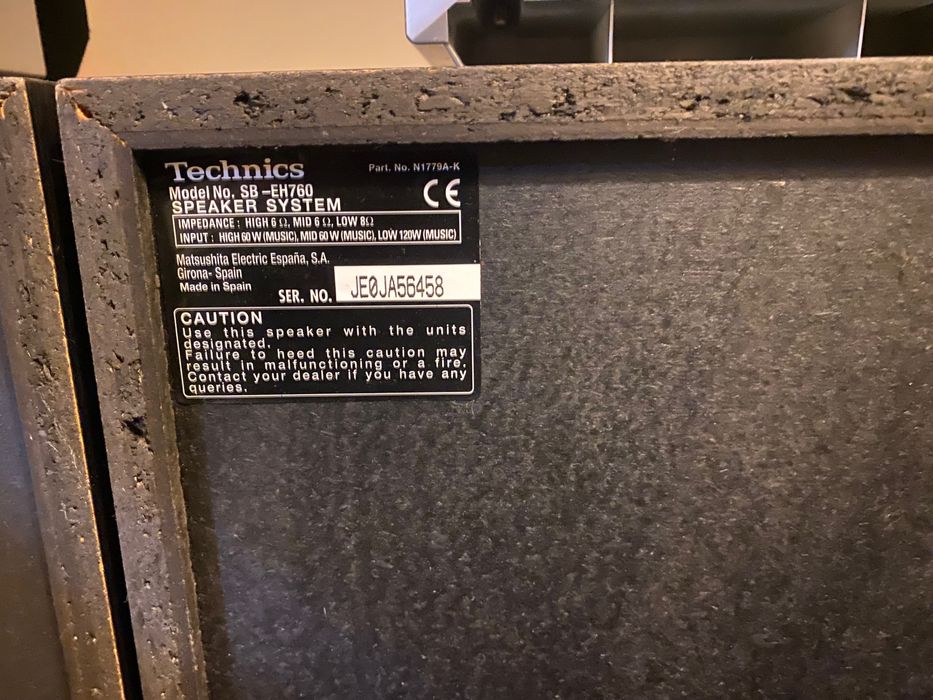 Technics
Part. No. N1779A-K
Model No. SB-EH760
CE
SPEAKER SYSTEM
IMPEDANCE : HIGH 6 Ω, MID 6 Ω, LOW 8Ω
INPUT : HIGH 60 W (MUSIC), MID 60 W (MUSIC), LOW 120W (MUSIC)
Matsushita Electric España, S.A.
Girona- Spain
Made in Spain
SER. NO. JE0JA56458
CAUTION
Use this speaker with the units
designated.
Failure to heed this caution may
result in malfunctioning or a fire.
Contact your dealer if you have any
queries.